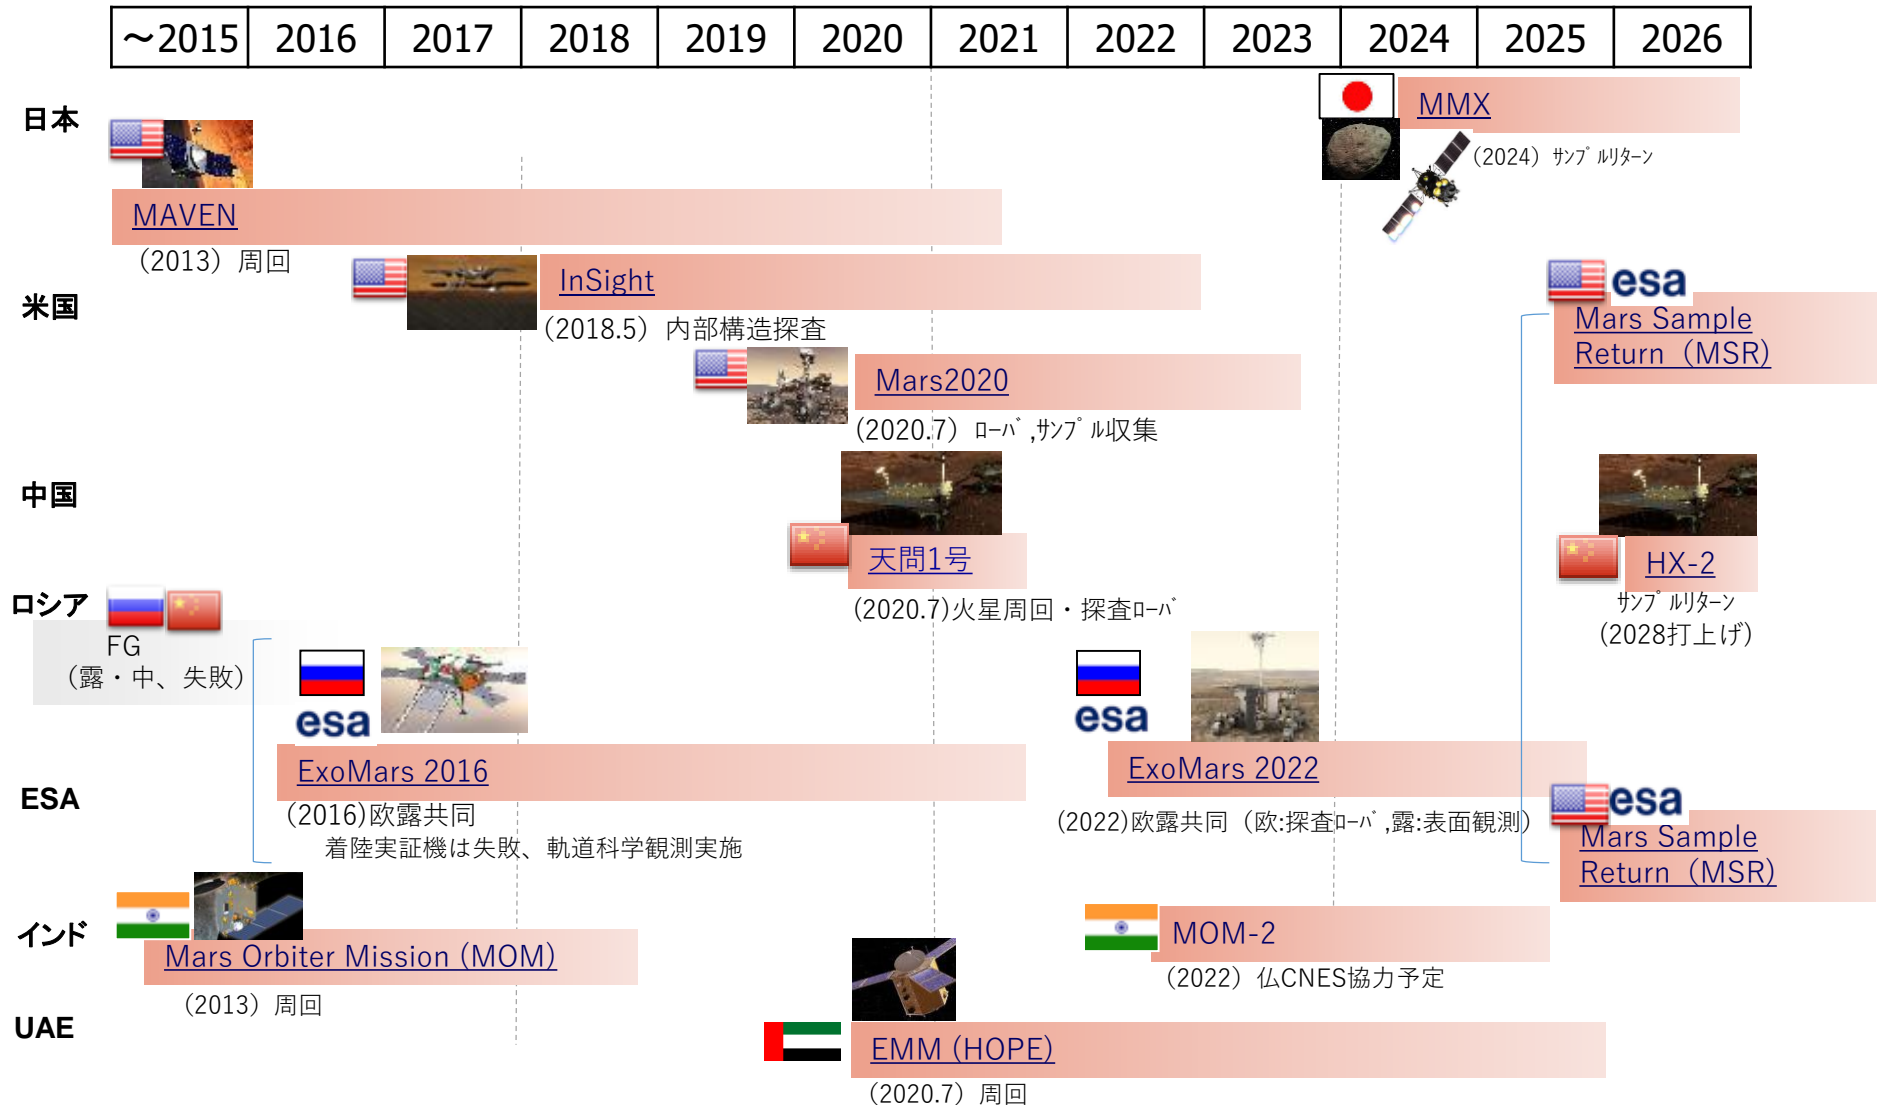 ～2015 2016 2017 2018 2019 2020 2021 2022 2023 2024 2025 2026
日本
MMX
(2024) ｻﾝﾌﾟﾙﾘﾀｰﾝ
MAVEN
(2013) 周回
米国
InSight
(2018.5) 内部構造探査
Mars2020
(2020.7) ﾛｰﾊﾞ,ｻﾝﾌﾟﾙ収集
esa
Mars Sample
Return (MSR)
中国
天問1号
(2020.7)火星周回・探査ﾛｰﾊﾞ
HX-2
ｻﾝﾌﾟﾙﾘﾀｰﾝ
(2028打上げ)
ロシア
FG
(露・中、失敗)
esa
ExoMars 2016
(2016)欧露共同
着陸実証機は失敗、軌道科学観測実施
esa
ExoMars 2022
(2022)欧露共同 (欧:探査ﾛｰﾊﾞ,露:表面観測)
ESA
esa
Mars Sample
Return (MSR)
インド
Mars Orbiter Mission (MOM)
(2013) 周回
MOM-2
(2022) 仏CNES協力予定
UAE
EMM (HOPE)
(2020.7) 周回